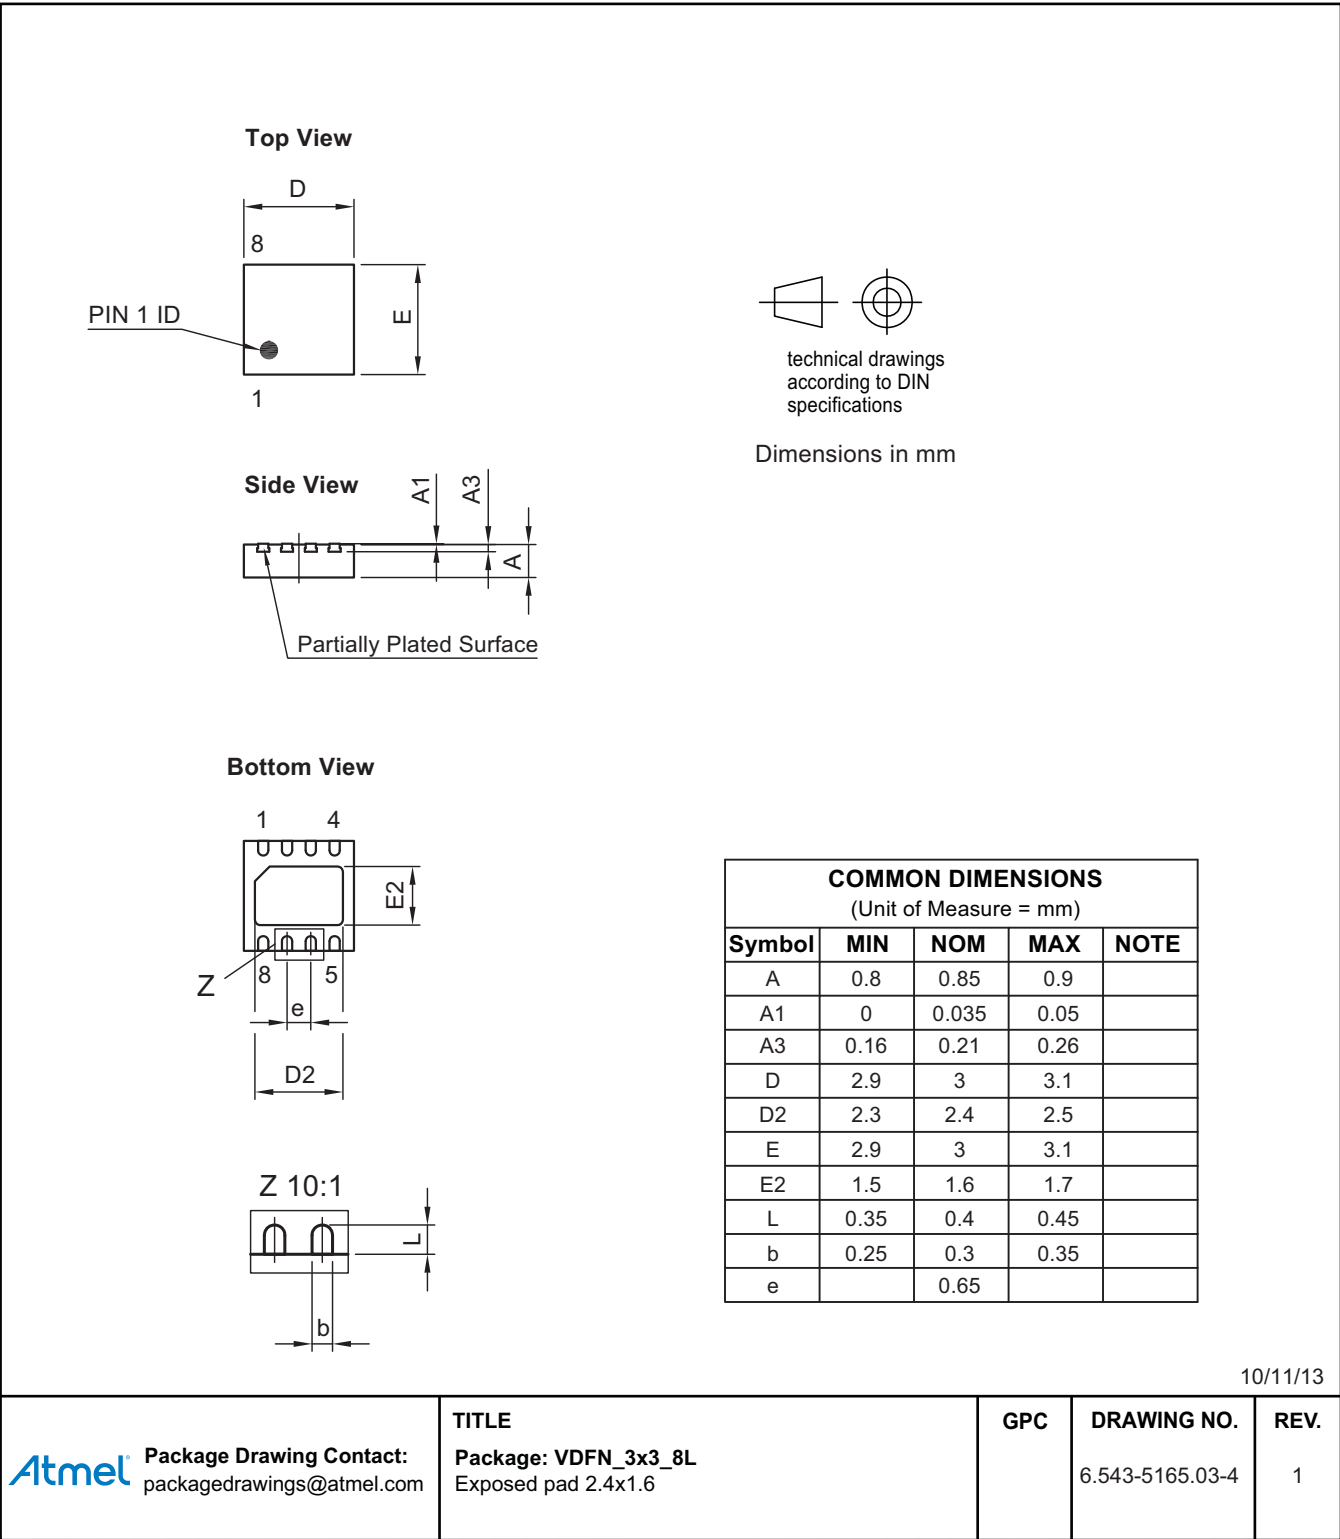 Top View
D
8
PIN 1 ID
E
1
technical drawings
according to DIN
specifications
Dimensions in mm
Side View
A1
A3
A
Partially Plated Surface
Bottom View
1 4
E2
Z
8 5
e
D2
Z 10:1
L
b
COMMON DIMENSIONS
(Unit of Measure = mm)
Symbol MIN NOM MAX NOTE
A 0.8 0.85 0.9
A1 0 0.035 0.05
A3 0.16 0.21 0.26
D 2.9 3 3.1
D2 2.3 2.4 2.5
E 2.9 3 3.1
E2 1.5 1.6 1.7
L 0.35 0.4 0.45
b 0.25 0.3 0.35
e 0.65
10/11/13
Atmel
Package Drawing Contact:
packagedrawings@atmel.com
TITLE
Package: VDFN_3x3_8L
Exposed pad 2.4x1.6
GPC
DRAWING NO.
6.543-5165.03-4
REV.
1